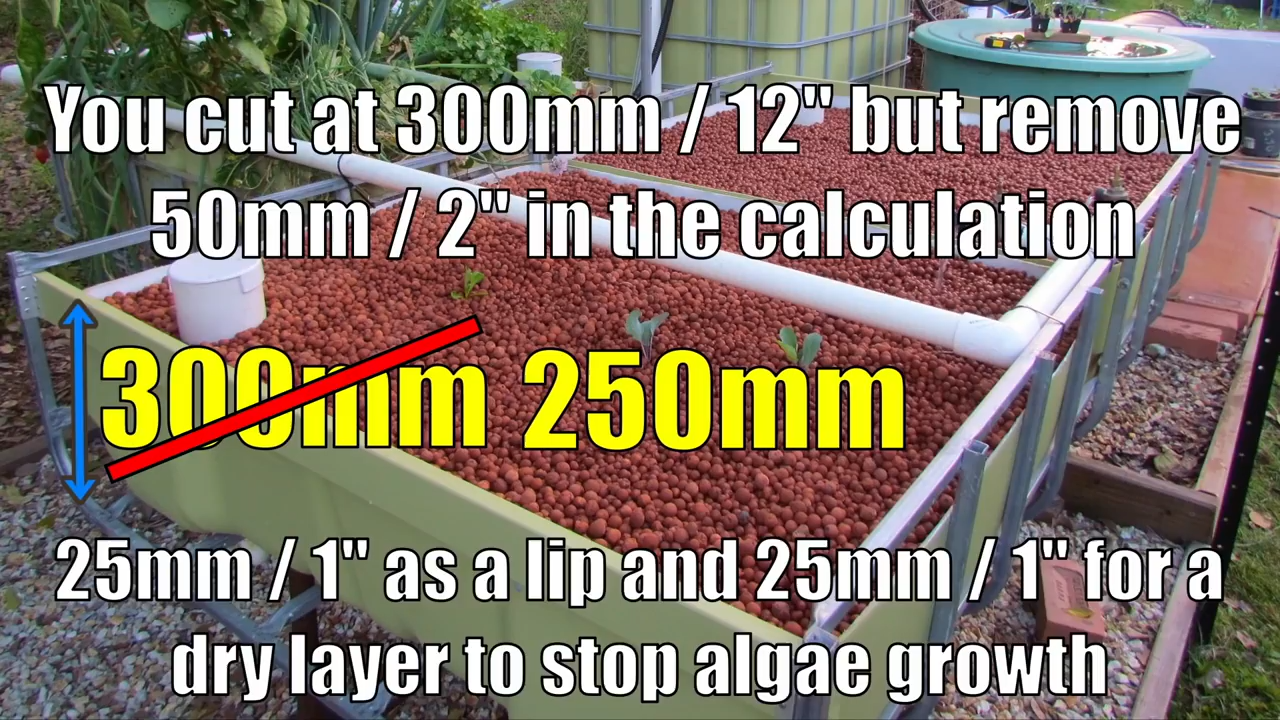 You cut at 300mm / 12" but remove
50mm / 2" in the calculation
300mm 250mm
25mm / 1" as a lip and 25mm / 1" for a
dry layer to stop algae growth